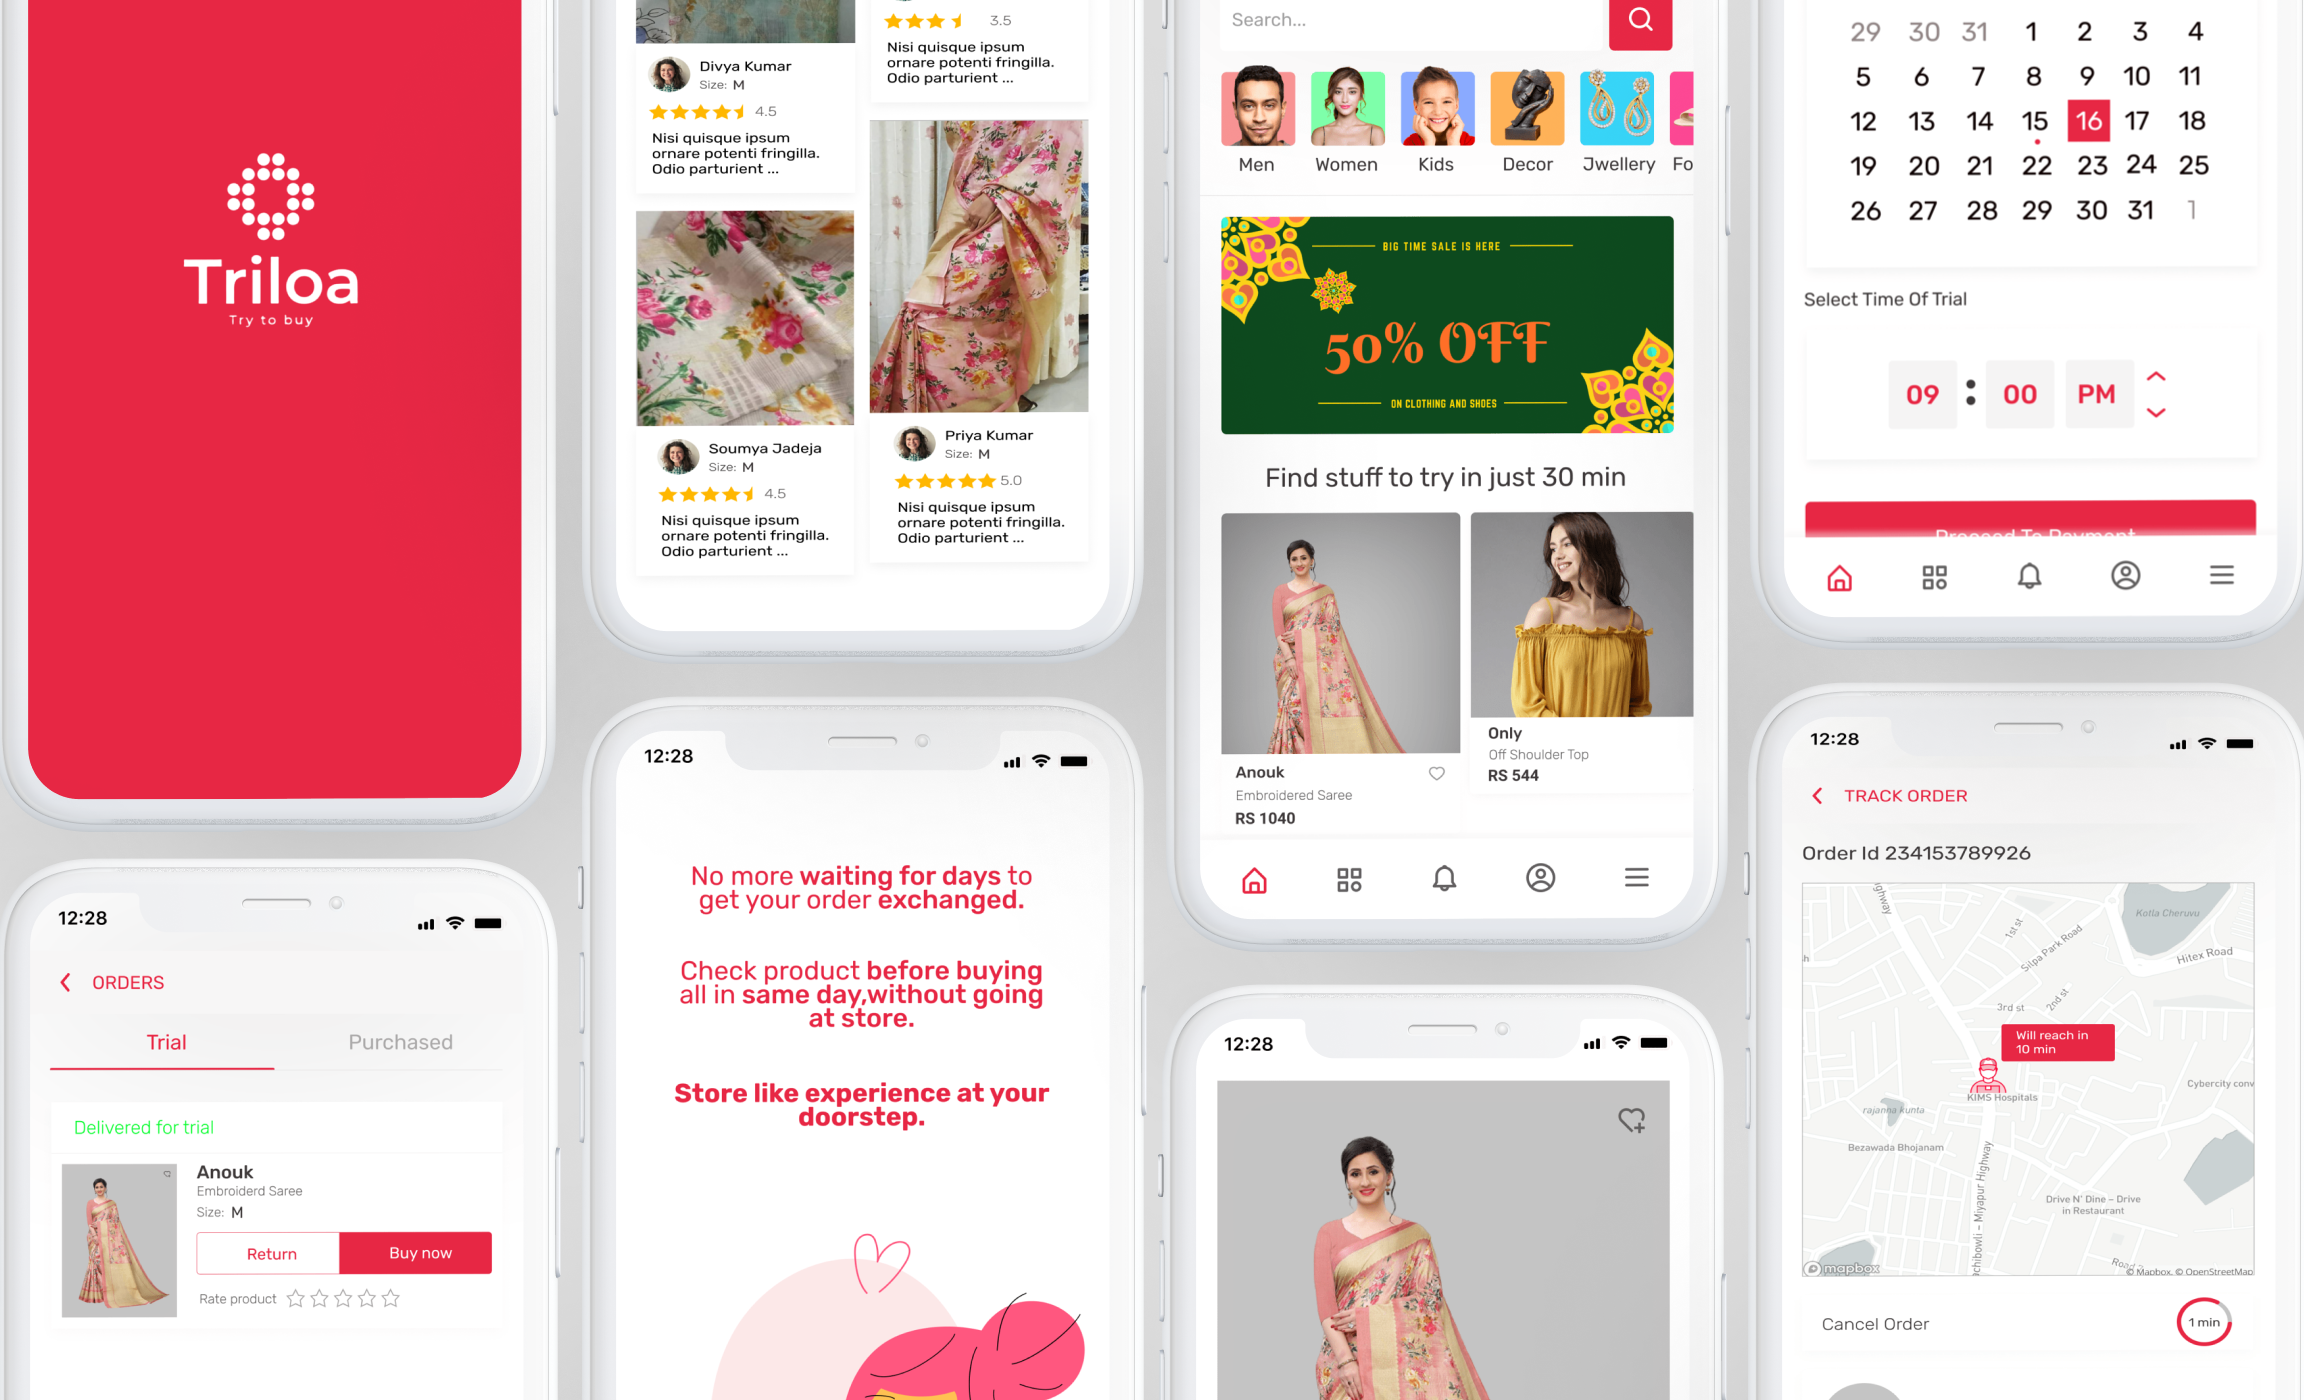 Triloa
Try to buy
12:28
ORDERS
Trial
Purchased
Delivered for trial
Anouk
Embroiderd Saree
Size: M
Return
Buy now
Rate product
Divya Kumar
Size: M
4.5
Nisi quisque ipsum
ornare potenti fringilla.
Odio parturient ...
Soumya Jadeja
Size: M
4.5
Nisi quisque ipsum
ornare potenti fringilla.
Odio parturient ...
3.5
Nisi quisque ipsum
ornare potenti fringilla.
Odio parturient ...
Priya Kumar
Size: M
5.0
Nisi quisque ipsum
ornare potenti fringilla.
Odio parturient ...
12:28
No more waiting for days to
get your order exchanged.
Check product before buying
all in same day,without going
at store.
Store like experience at your
doorstep.
Search...
Men
Women
Kids
Decor
Jwellery
Fo
BIG TIME SALE IS HERE
50% OFF
ON CLOTHING AND SHOES
Find stuff to try in just 30 min
Anouk
Embroidered Saree
RS 1040
Only
Off Shoulder Top
RS 544
12:28
29 30 31 1 2 3 4
5 6 7 8 9 10 11
12 13 14 15 16 17 18
19 20 21 22 23 24 25
26 27 28 29 30 31 1
Select Time Of Trial
09 : 00 PM
Proceed To Payment
12:28
TRACK ORDER
Order Id 234153789926
ghway
Kotla Cheruvu
1st st
Silpa Park Road
Hitex Road
h
3rd st
2nd st
Will reach in
10 min
Cybercity conv
KIMS Hospitals
rajanna kunta
Bezawada Bhojanam
chibowli - Miyapur Highway
Drive N' Dine – Drive
in Restaurant
Road
mapbox
© Mapbox, © OpenStreetMap
Cancel Order
1 min